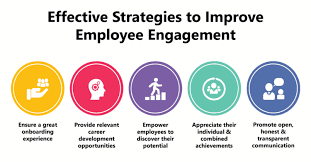 Effective Strategies to Improve
Employee Engagement
Ensure a great
onboarding
experience
Provide relevant
career
development
opportunities
Empower
employees to
discover their
potential
Appreciate their
individual &
combined
achievements
Promote open,
honest &
transparent
communication